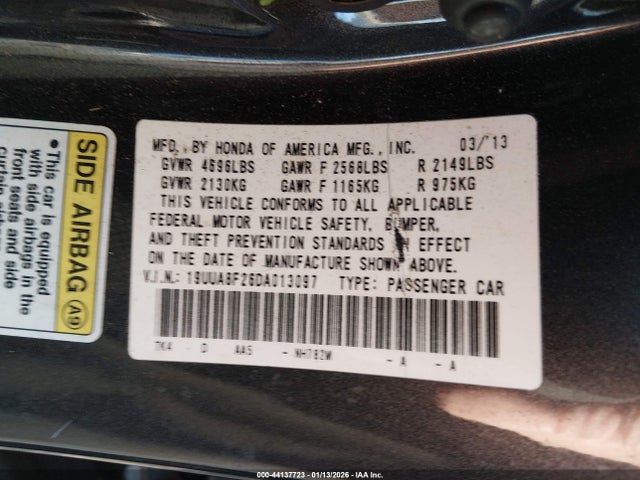 MFD. BY HONDA OF AMERICA MFG., INC. 03/'13
GVWR 4696LBS GAWR F 2568LBS R 2149LBS
GVWR 2130KG GAWR F 1165KG R 975KG
THIS VEHICLE CONFORMS TO ALL APPLICABLE
FEDERAL MOTOR VEHICLE SAFETY, BUMPER,
AND THEFT PREVENTION STANDARDS IN EFFECT
ON THE DATE OF MANUFACTURE SHOWN ABOVE.
V.I.N.: 19UUA8F26DA013097 TYPE: PASSENGER CAR
TK4 D AA5 - NH782M - A - A
SIDE AIRBAG A9
•This car is equipped
with side airbags in the
front seats and side
curtain
000-44137723 - 01/13/2026 - IAA Inc.